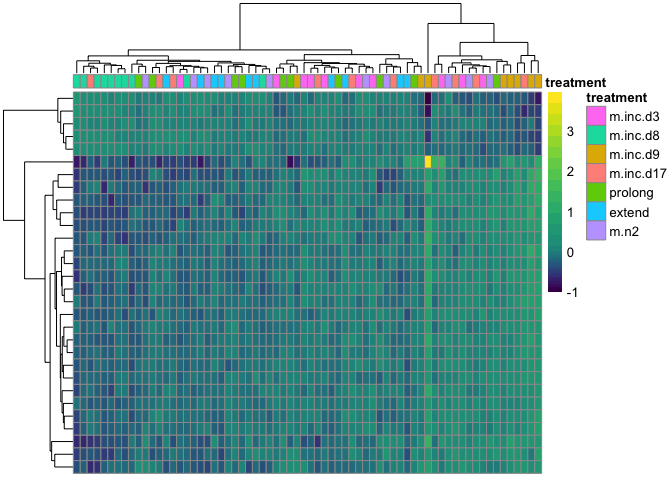 treatment
treatment
m.inc.d3
m.inc.d8
m.inc.d9
m.inc.d17
prolong
extend
m.n2
3
2
1
0
-1